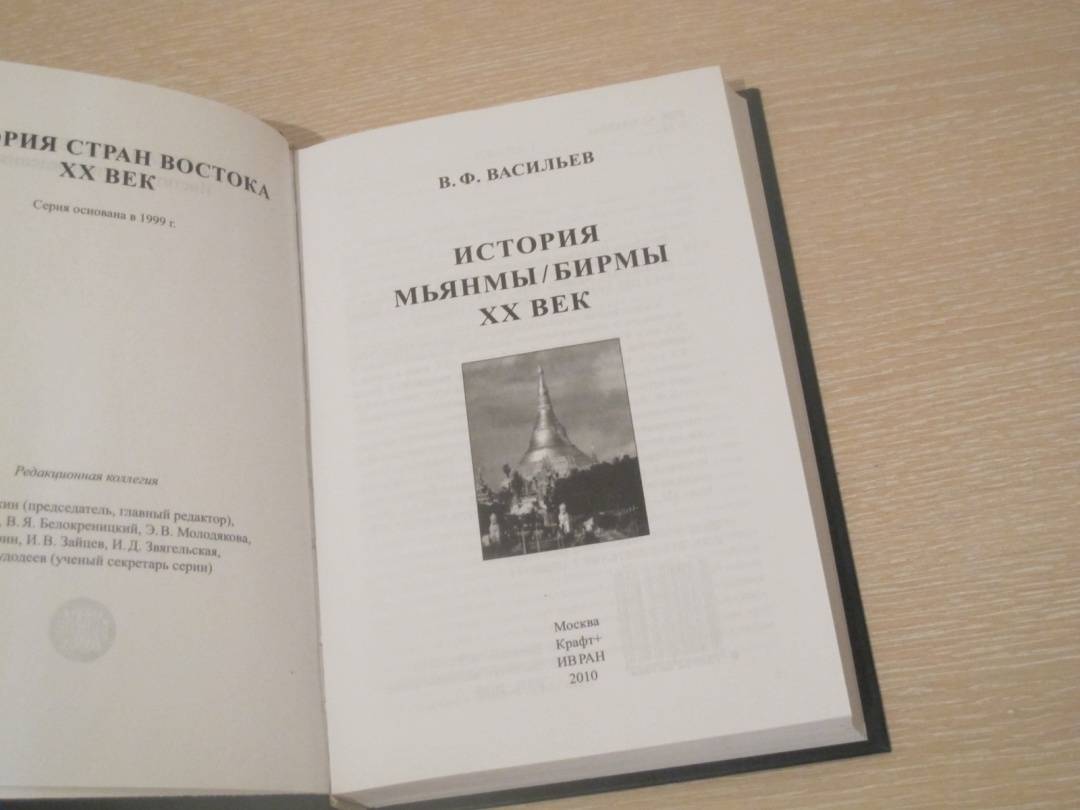 СТРАН ВОСТОКА
XX ВЕК
Серия основана в 1999 г.
Редакционная коллегия
(председатель, главный редактор),
В. Я. Белокреницкий, Э. В. Молодякова,
И. В. Зайцев, И. Д. Звягельская,
(ученый секретарь серии)
В. Ф. ВАСИЛЬЕВ
ИСТОРИЯ
МЬЯНМЫ/БИРМЫ
XX ВЕК
Москва
Крафт+
ИВ РАН
2010